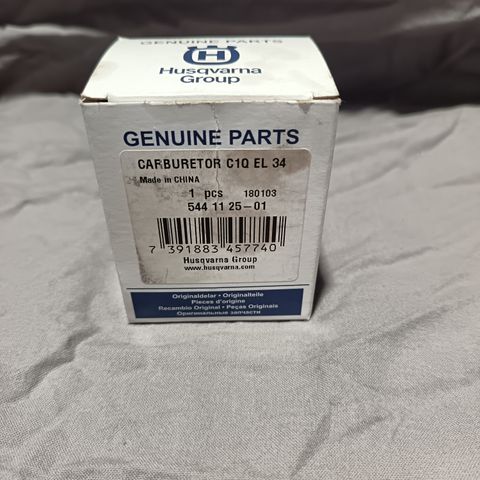 GENUINE PARTS
Husqvarna
Group
GENUINE PARTS
CARBURETOR C1Q EL 34
Made in CHINA
1 pcs 180103
544 11 25-01
7 391883 457740
Husqvarna Group
www.husqvarna.com
Originaldelar • Originalteile
Pieces d'origine
Recambio Original • Peças Originais
Оригинальные запчасти